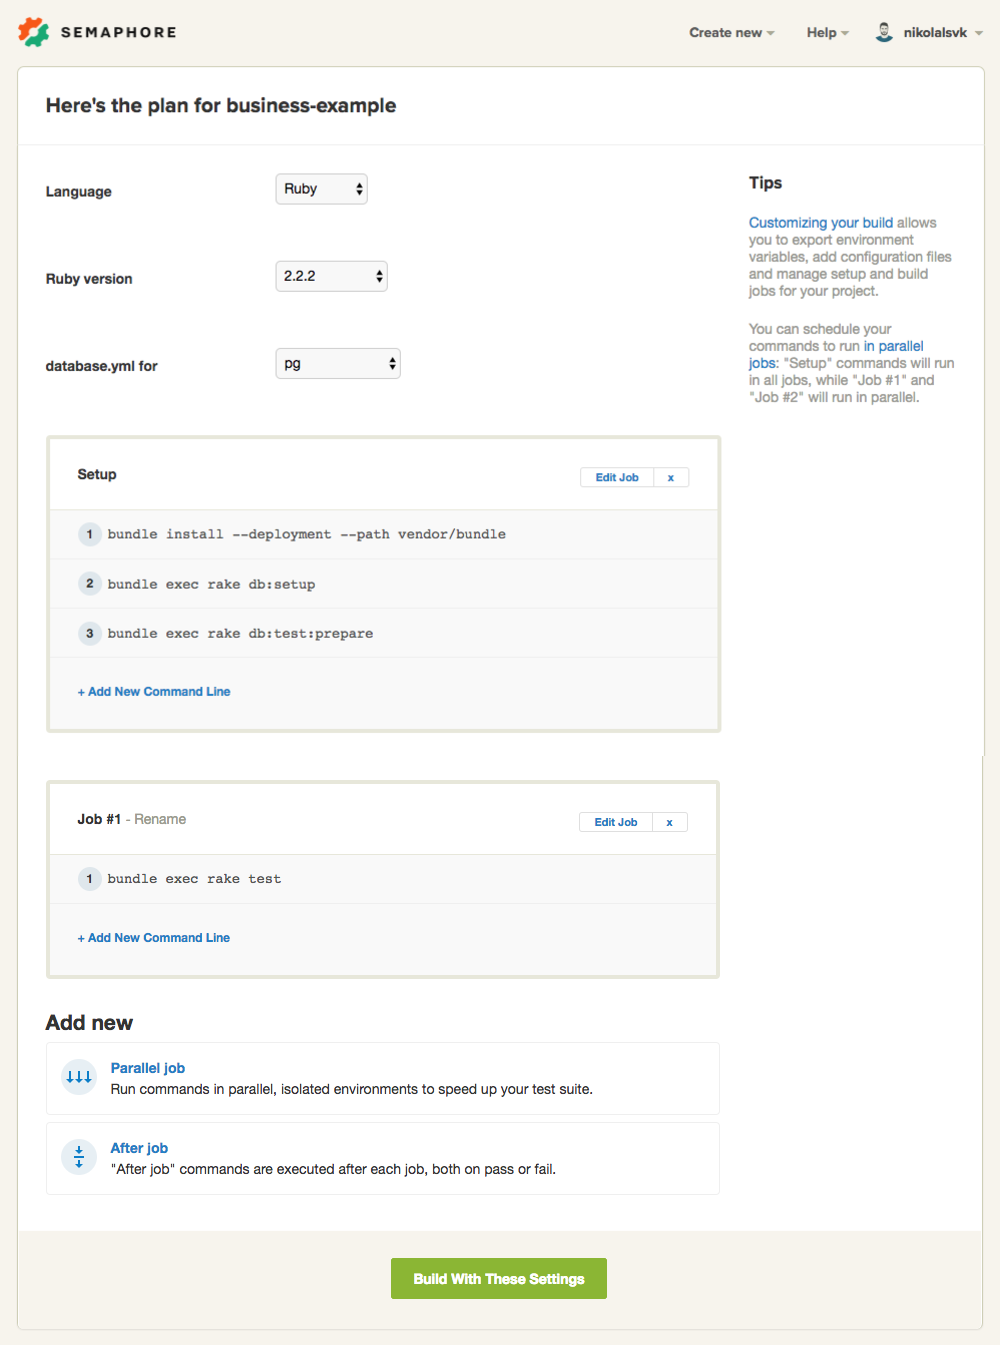 SEMAPHORE
Create new
Help
nikolalsvk
Here's the plan for business-example
Language
Ruby
Ruby version
2.2.2
database.yml for
pg
Tips
Customizing your build allows
you to export environment
variables, add configuration files
and manage setup and build
jobs for your project.
You can schedule your
commands to run in parallel
jobs: "Setup" commands will run
in all jobs, while "Job #1" and
"Job #2" will run in parallel.
Setup
Edit Job x
1 bundle install --deployment --path vendor/bundle
2 bundle exec rake db:setup
3 bundle exec rake db:test:prepare
+ Add New Command Line
Job #1 - Rename
Edit Job x
1 bundle exec rake test
+ Add New Command Line
Add new
Parallel job
Run commands in parallel, isolated environments to speed up your test suite.
After job
"After job" commands are executed after each job, both on pass or fail.
Build With These Settings